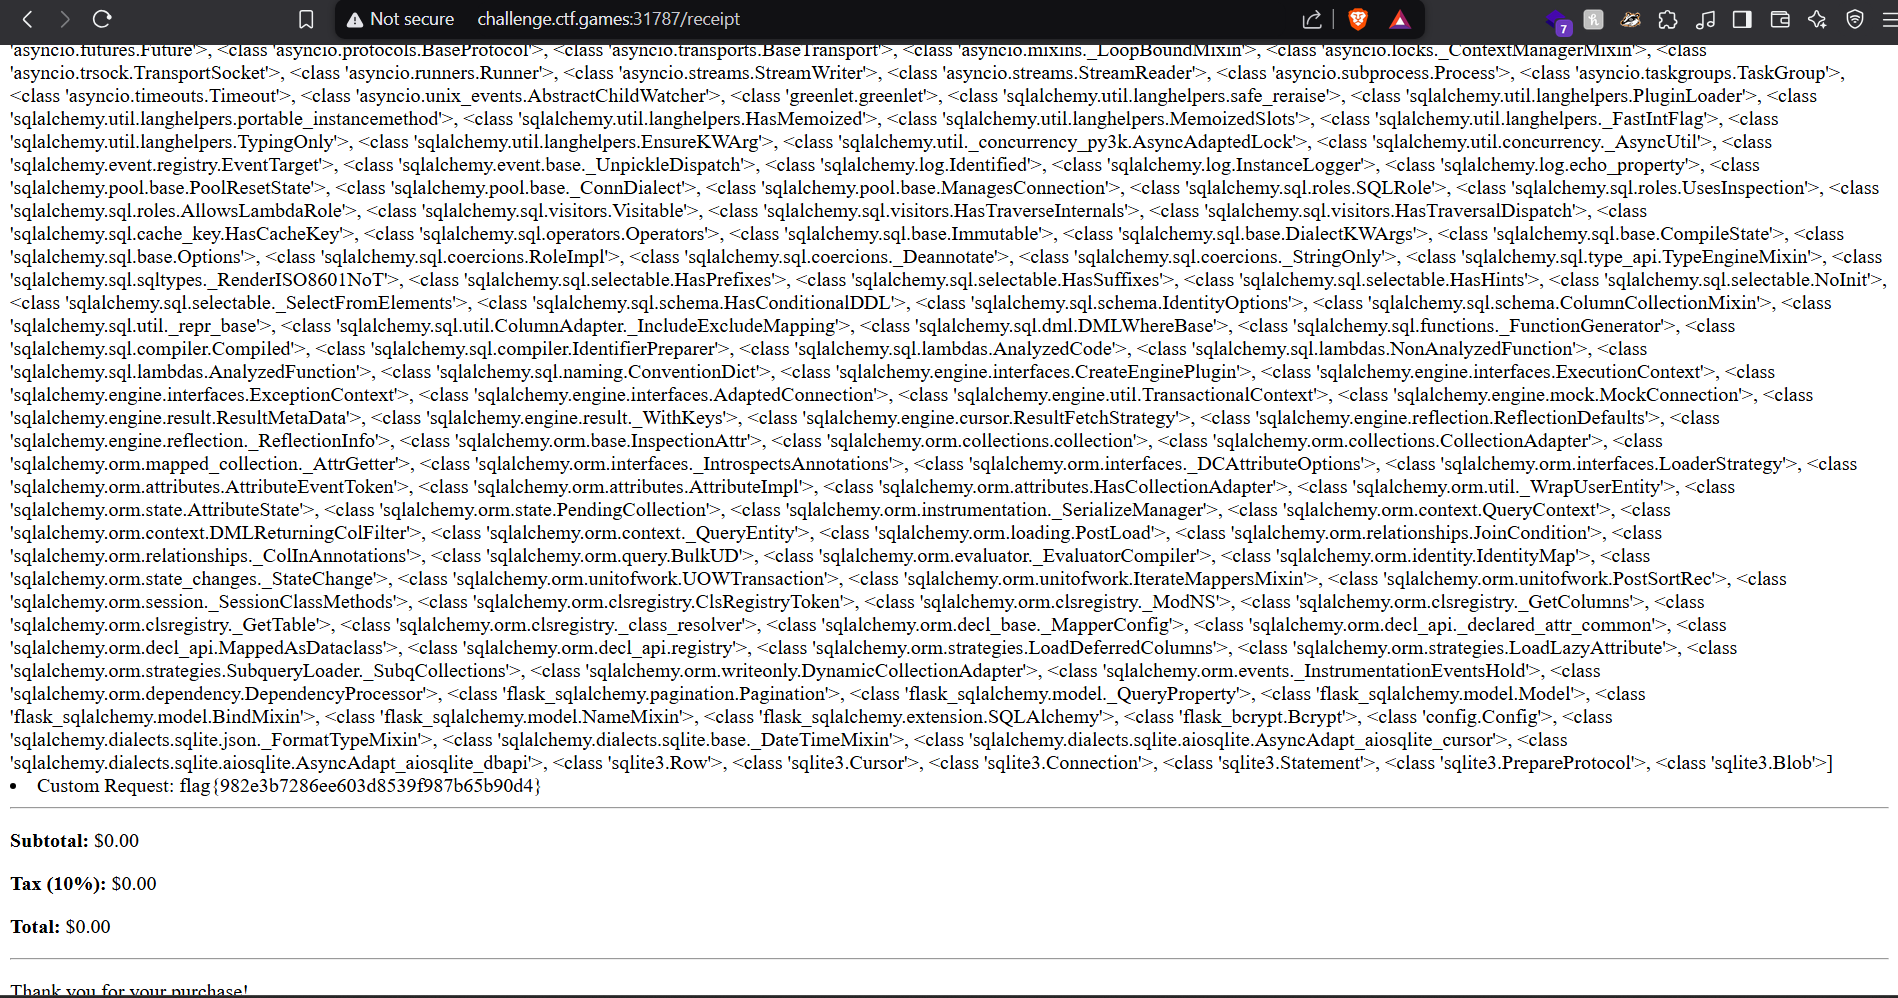 Not secure challenge.ctf.games:31787/receipt
7
'asyncio.futures.Future'>, <class 'asyncio.protocols.BaseProtocol'>, <class 'asyncio.transports.BaseTransport'>, <class 'asyncio.mixins._LoopBoundMixin'>, <class 'asyncio.locks._ContextManagerMixin'>, <class
'asyncio.trsock.TransportSocket'>, <class 'asyncio.runners.Runner'>, <class 'asyncio.streams.StreamWriter'>, <class 'asyncio.streams.StreamReader'>, <class 'asyncio.subprocess.Process'>, <class 'asyncio.taskgroups.TaskGroup'>,
<class 'asyncio.timeouts.Timeout'>, <class 'asyncio.unix_events.AbstractChildWatcher'>, <class 'greenlet.greenlet'>, <class 'sqlalchemy.util.langhelpers.safe_reraise'>, <class 'sqlalchemy.util.langhelpers.PluginLoader'>, <class
'sqlalchemy.util.langhelpers.portable_instancemethod'>, <class 'sqlalchemy.util.langhelpers.HasMemoized'>, <class 'sqlalchemy.util.langhelpers.MemoizedSlots'>, <class 'sqlalchemy.util.langhelpers._FastIntFlag'>, <class
'sqlalchemy.util.langhelpers.TypingOnly'>, <class 'sqlalchemy.util.langhelpers.EnsureKWArg'>, <class 'sqlalchemy.util._concurrency_py3k.AsyncAdaptedLock'>, <class 'sqlalchemy.util.concurrency._AsyncUtil'>, <class
'sqlalchemy.event.registry.EventTarget'>, <class 'sqlalchemy.event.base._UnpickleDispatch'>, <class 'sqlalchemy.log.Identified'>, <class 'sqlalchemy.log.InstanceLogger'>, <class 'sqlalchemy.log.echo_property'>, <class
'sqlalchemy.pool.base.PoolResetState'>, <class 'sqlalchemy.pool.base._ConnDialect'>, <class 'sqlalchemy.pool.base.ManagesConnection'>, <class 'sqlalchemy.sql.roles.SQLRole'>, <class 'sqlalchemy.sql.roles.UsesInspection'>, <class
'sqlalchemy.sql.roles.AllowsLambdaRole'>, <class 'sqlalchemy.sql.visitors.Visitable'>, <class 'sqlalchemy.sql.visitors.HasTraverseInternals'>, <class 'sqlalchemy.sql.visitors.HasTraversalDispatch'>, <class
'sqlalchemy.sql.cache_key.HasCacheKey'>, <class 'sqlalchemy.sql.operators.Operators'>, <class 'sqlalchemy.sql.base.Immutable'>, <class 'sqlalchemy.sql.base.DialectKWArgs'>, <class 'sqlalchemy.sql.base.CompileState'>, <class
'sqlalchemy.sql.base.Options'>, <class 'sqlalchemy.sql.coercions.RoleImpl'>, <class 'sqlalchemy.sql.coercions._Deannotate'>, <class 'sqlalchemy.sql.coercions._StringOnly'>, <class 'sqlalchemy.sql.type_api.TypeEngineMixin'>, <class
'sqlalchemy.sql.sqltypes._RenderISO8601NoT'>, <class 'sqlalchemy.sql.selectable.HasPrefixes'>, <class 'sqlalchemy.sql.selectable.HasSuffixes'>, <class 'sqlalchemy.sql.selectable.HasHints'>, <class 'sqlalchemy.sql.selectable.NoInit'>,
<class 'sqlalchemy.sql.selectable._SelectFromElements'>, <class 'sqlalchemy.sql.schema.HasConditionalDDL'>, <class 'sqlalchemy.sql.schema.IdentityOptions'>, <class 'sqlalchemy.sql.schema.ColumnCollectionMixin'>, <class
'sqlalchemy.sql.util._repr_base'>, <class 'sqlalchemy.sql.util.ColumnAdapter._IncludeExcludeMapping'>, <class 'sqlalchemy.sql.dml.DMLWhereBase'>, <class 'sqlalchemy.sql.functions._FunctionGenerator'>, <class
'sqlalchemy.sql.compiler.Compiled'>, <class 'sqlalchemy.sql.compiler.IdentifierPreparer'>, <class 'sqlalchemy.sql.lambdas.AnalyzedCode'>, <class 'sqlalchemy.sql.lambdas.NonAnalyzedFunction'>, <class
'sqlalchemy.sql.lambdas.AnalyzedFunction'>, <class 'sqlalchemy.sql.naming.ConventionDict'>, <class 'sqlalchemy.engine.interfaces.CreateEnginePlugin'>, <class 'sqlalchemy.engine.interfaces.ExecutionContext'>, <class
'sqlalchemy.engine.interfaces.ExceptionContext'>, <class 'sqlalchemy.engine.interfaces.AdaptedConnection'>, <class 'sqlalchemy.engine.util.TransactionalContext'>, <class 'sqlalchemy.engine.mock.MockConnection'>, <class
'sqlalchemy.engine.result.ResultMetaData'>, <class 'sqlalchemy.engine.result._WithKeys'>, <class 'sqlalchemy.engine.cursor.ResultFetchStrategy'>, <class 'sqlalchemy.engine.reflection.ReflectionDefaults'>, <class
'sqlalchemy.engine.reflection._ReflectionInfo'>, <class 'sqlalchemy.orm.base.InspectionAttr'>, <class 'sqlalchemy.orm.collections.collection'>, <class 'sqlalchemy.orm.collections.CollectionAdapter'>, <class
'sqlalchemy.orm.mapped_collection._AttrGetter'>, <class 'sqlalchemy.orm.interfaces._IntrospectsAnnotations'>, <class 'sqlalchemy.orm.interfaces._DCAttributeOptions'>, <class 'sqlalchemy.orm.interfaces.LoaderStrategy'>, <class
'sqlalchemy.orm.attributes.AttributeEventToken'>, <class 'sqlalchemy.orm.attributes.AttributeImpl'>, <class 'sqlalchemy.orm.attributes.HasCollectionAdapter'>, <class 'sqlalchemy.orm.util._WrapUserEntity'>, <class
'sqlalchemy.orm.state.AttributeState'>, <class 'sqlalchemy.orm.state.PendingCollection'>, <class 'sqlalchemy.orm.instrumentation._SerializeManager'>, <class 'sqlalchemy.orm.context.QueryContext'>, <class
'sqlalchemy.orm.context.DMLReturningColFilter'>, <class 'sqlalchemy.orm.context._QueryEntity'>, <class 'sqlalchemy.orm.loading.PostLoad'>, <class 'sqlalchemy.orm.relationships.JoinCondition'>, <class
'sqlalchemy.orm.relationships._ColInAnnotations'>, <class 'sqlalchemy.orm.query.BulkUD'>, <class 'sqlalchemy.orm.evaluator._EvaluatorCompiler'>, <class 'sqlalchemy.orm.identity.IdentityMap'>, <class
'sqlalchemy.orm.state_changes._StateChange'>, <class 'sqlalchemy.orm.unitofwork.UOWTransaction'>, <class 'sqlalchemy.orm.unitofwork.IterateMappersMixin'>, <class 'sqlalchemy.orm.unitofwork.PostSortRec'>, <class
'sqlalchemy.orm.session._SessionClassMethods'>, <class 'sqlalchemy.orm.clsregistry.ClsRegistryToken'>, <class 'sqlalchemy.orm.clsregistry._ModNS'>, <class 'sqlalchemy.orm.clsregistry._GetColumns'>, <class
'sqlalchemy.orm.clsregistry._GetTable'>, <class 'sqlalchemy.orm.clsregistry._class_resolver'>, <class 'sqlalchemy.orm.decl_base._MapperConfig'>, <class 'sqlalchemy.orm.decl_api._declared_attr_common'>, <class
'sqlalchemy.orm.decl_api.MappedAsDataclass'>, <class 'sqlalchemy.orm.decl_api.registry'>, <class 'sqlalchemy.orm.strategies.LoadDeferredColumns'>, <class 'sqlalchemy.orm.strategies.LoadLazyAttribute'>, <class
'sqlalchemy.orm.strategies.SubqueryLoader._SubqCollections'>, <class 'sqlalchemy.orm.writeonly.DynamicCollectionAdapter'>, <class 'sqlalchemy.orm.events._InstrumentationEventsHold'>, <class
'sqlalchemy.orm.dependency.DependencyProcessor'>, <class 'flask_sqlalchemy.pagination.Pagination'>, <class 'flask_sqlalchemy.model._QueryProperty'>, <class 'flask_sqlalchemy.model.Model'>, <class
'flask_sqlalchemy.model.BindMixin'>, <class 'flask_sqlalchemy.model.NameMixin'>, <class 'flask_sqlalchemy.extension.SQLAlchemy'>, <class 'flask_bcrypt.Bcrypt'>, <class 'config.Config'>, <class
'sqlalchemy.dialects.sqlite.json._FormatTypeMixin'>, <class 'sqlalchemy.dialects.sqlite.base._DateTimeMixin'>, <class 'sqlalchemy.dialects.sqlite.aiosqlite.AsyncAdapt_aiosqlite_cursor'>, <class
'sqlalchemy.dialects.sqlite.aiosqlite.AsyncAdapt_aiosqlite_dbapi'>, <class 'sqlite3.Row'>, <class 'sqlite3.Cursor'>, <class 'sqlite3.Connection'>, <class 'sqlite3.Statement'>, <class 'sqlite3.PrepareProtocol'>, <class 'sqlite3.Blob'>]
• Custom Request: flag{982e3b7286ee603d8539f987b65b90d4}
Subtotal: $0.00
Tax (10%): $0.00
Total: $0.00
Thank you for your purchase!